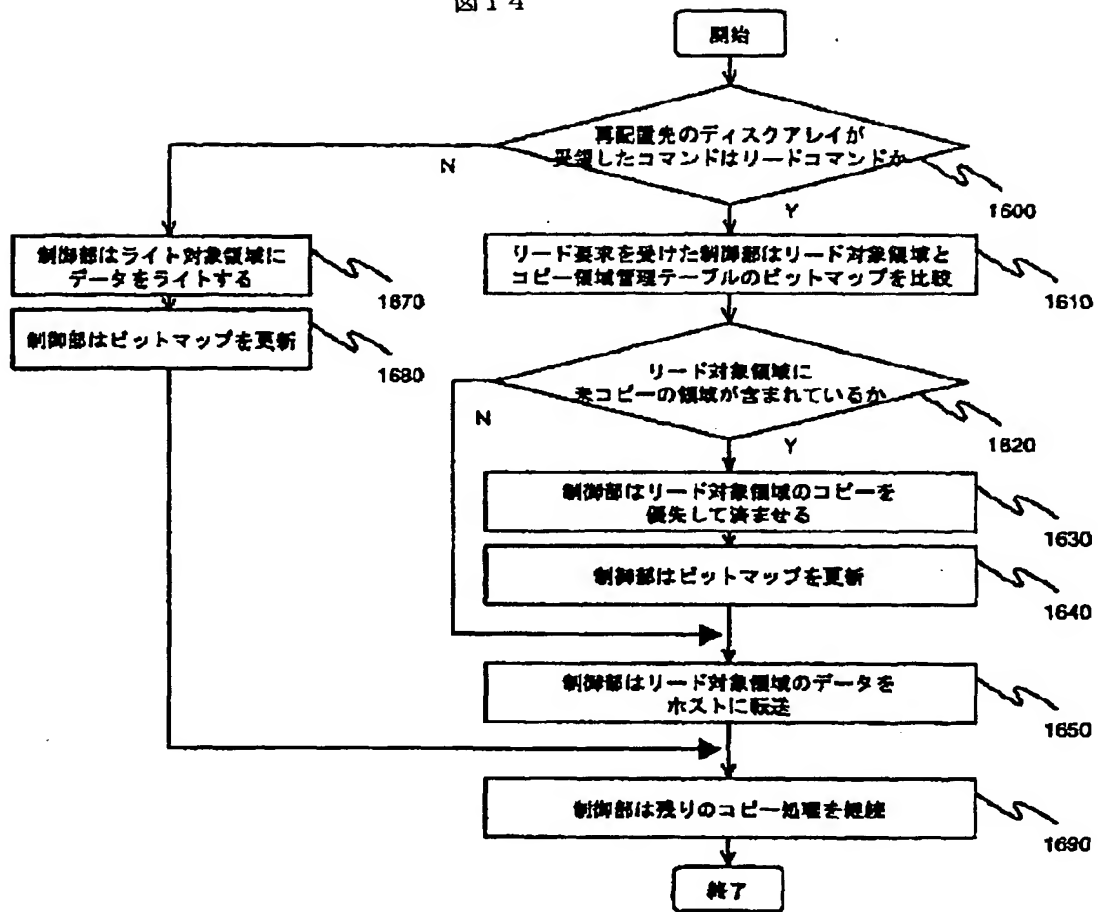 図14
開始
再配置先のディスクアレイが
受領したコマンドはリードコマンドか
N
Y
1600
制御部はライト対象領域に
データをライトする
1670
リード要求を受けた制御部はリード対象領域と
コピー領域管理テーブルのビットマップを比較
1610
制御部はビットマップを更新
1680
リード対象領域に
未コピーの領域が含まれているか
N
Y
1620
制御部はリード対象領域のコピーを
優先して済ませる
1630
制御部はビットマップを更新
1640
制御部はリード対象領域のデータを
ホストに転送
1650
制御部は残りのコピー処理を継続
1690
終了